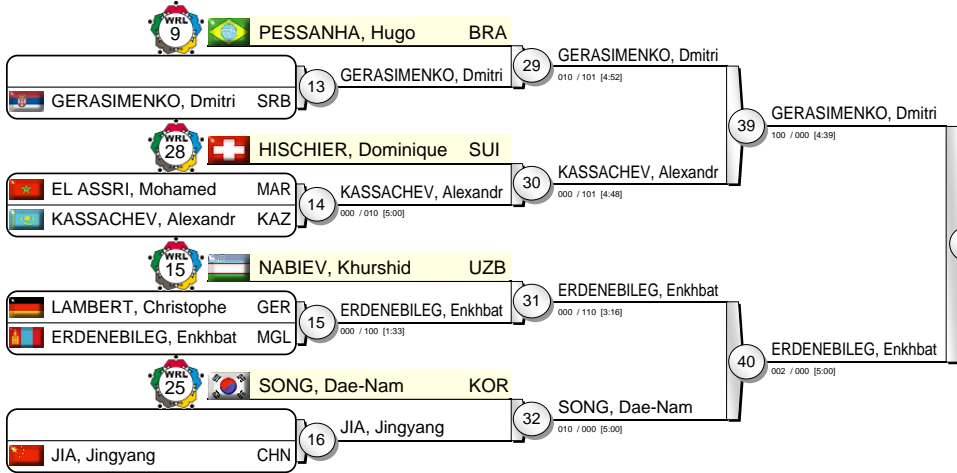 WRL 9 PESSANHA, Hugo BRA
GERASIMENKO, Dmitri SRB
13 GERASIMENKO, Dmitri
29 GERASIMENKO, Dmitri
010 / 101 [4:52]
WRL 28 HISCHIER, Dominique SUI
EL ASSRI, Mohamed MAR
KASSACHEV, Alexandr KAZ
14 KASSACHEV, Alexandr
000 / 010 [5:00]
30 KASSACHEV, Alexandr
000 / 101 [4:48]
39 GERASIMENKO, Dmitri
100 / 000 [4:39]
WRL 15 NABIEV, Khurshid UZB
LAMBERT, Christophe GER
ERDENEBILEG, Enkhbat MGL
15 ERDENEBILEG, Enkhbat
000 / 100 [1:33]
31 ERDENEBILEG, Enkhbat
000 / 110 [3:16]
WRL 25 SONG, Dae-Nam KOR
JIA, Jingyang CHN
16 JIA, Jingyang
32 SONG, Dae-Nam
010 / 000 [5:00]
40 ERDENEBILEG, Enkhbat
002 / 000 [5:00]